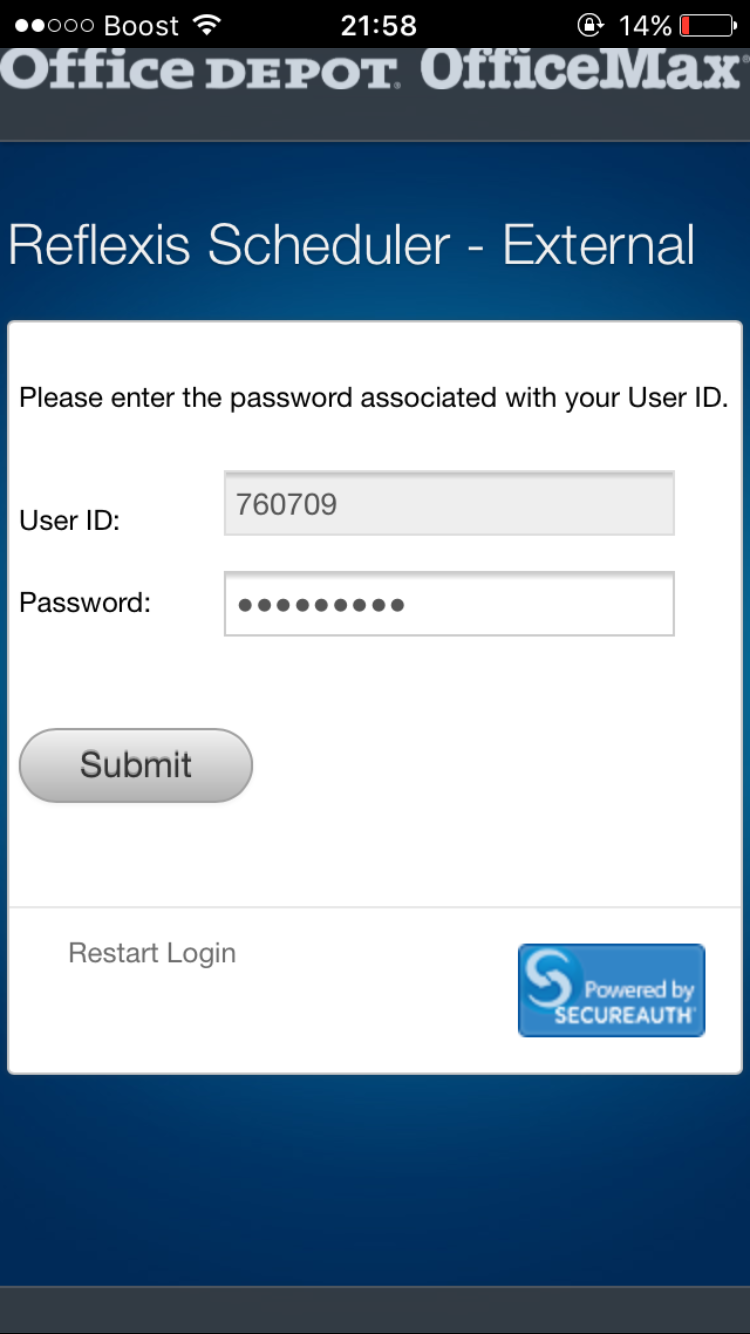 Boost 21:58 14%
Office DEPOT. OfficeMax®
Reflexis Scheduler - External
Please enter the password associated with your User ID.
User ID: 760709
Password: •••••••••
Submit
Restart Login
Powered by
SECUREAUTH